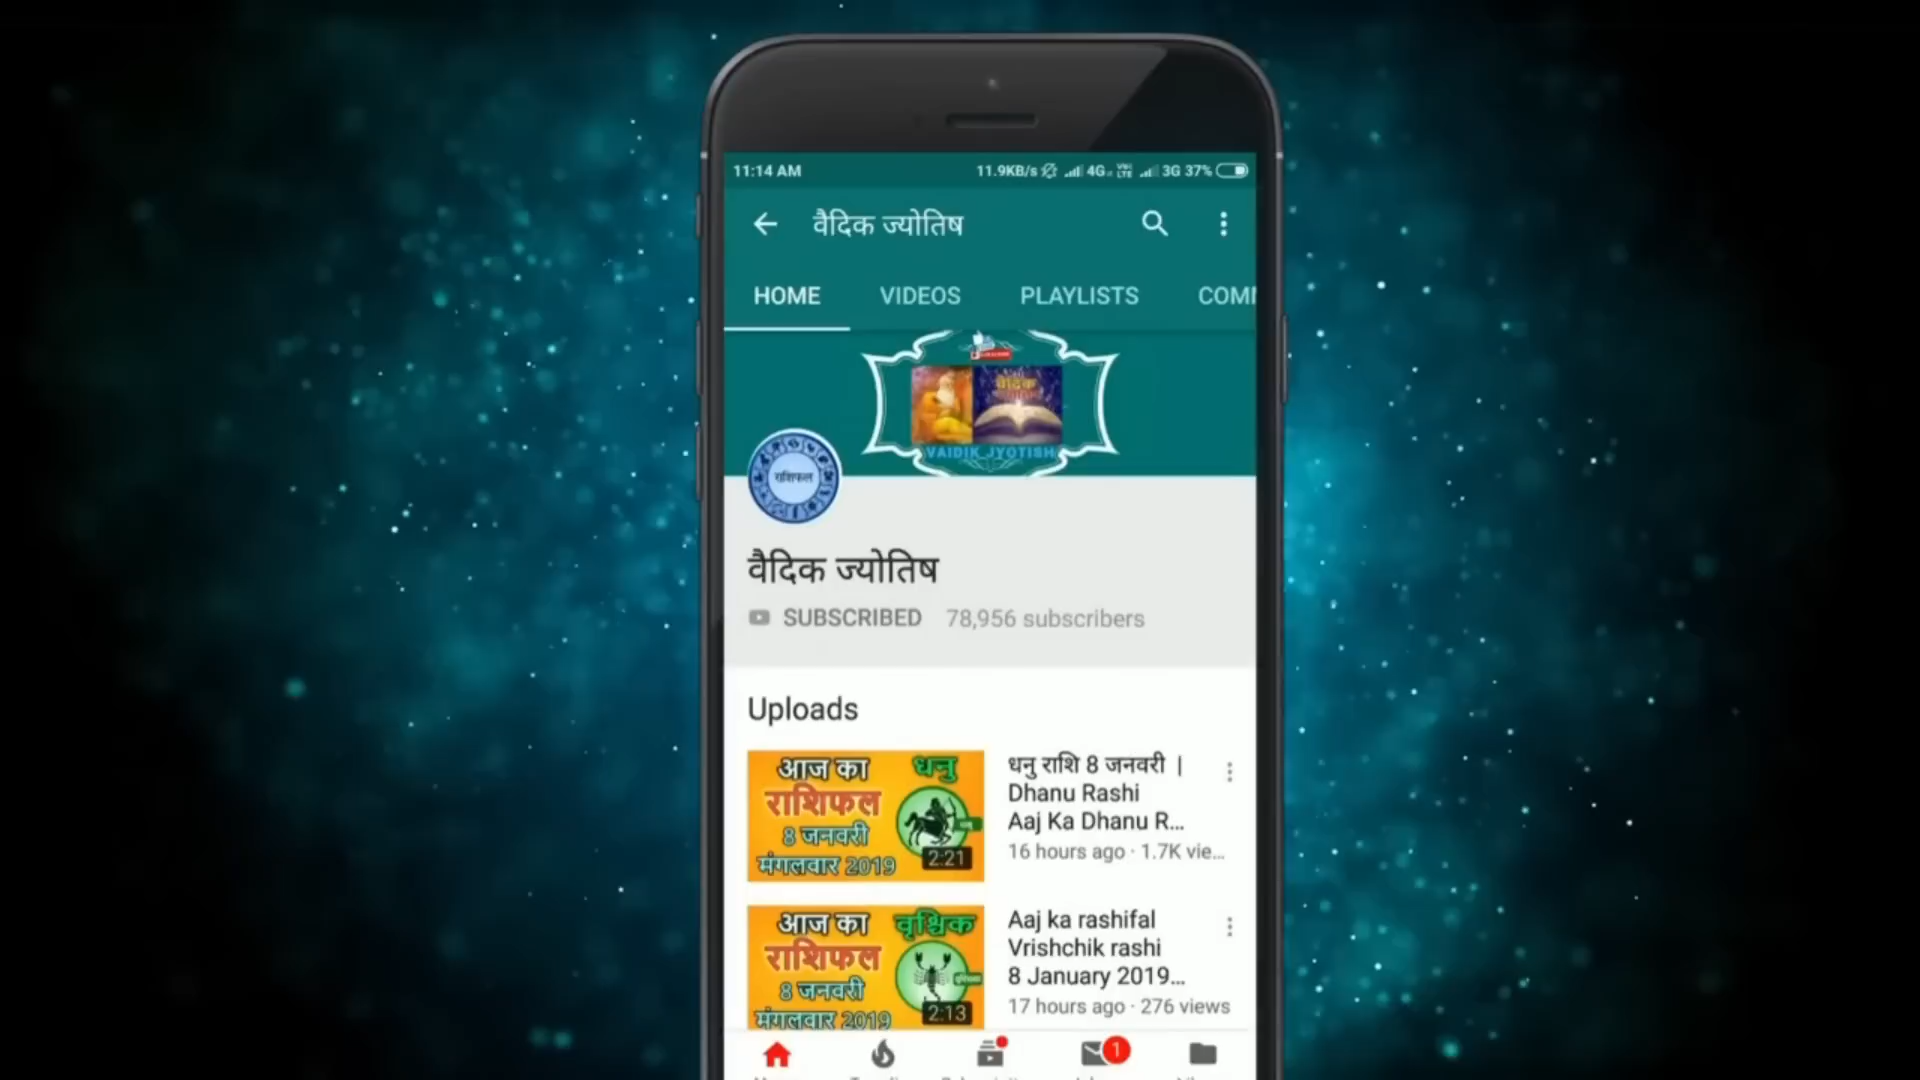 11:14 AM 11.9KB/s 4G VoLTE 3G 37%
वैदिक ज्योतिष
HOME VIDEOS PLAYLISTS COM
वैदिक
VAIDIK JYOTISH
राशिफल
वैदिक ज्योतिष
SUBSCRIBED 78,956 subscribers
Uploads
आज का धनु
राशिफल
8 जनवरी
मंगलवार 2019
2:21
धनु राशि 8 जनवरी |
Dhanu Rashi
Aaj Ka Dhanu R...
16 hours ago · 1.7K vie...
आज का वृश्चिक
राशिफल
8 जनवरी
मंगलवार 2019
2:13
Aaj ka rashifal
Vrishchik rashi
8 January 2019...
17 hours ago · 276 views
1